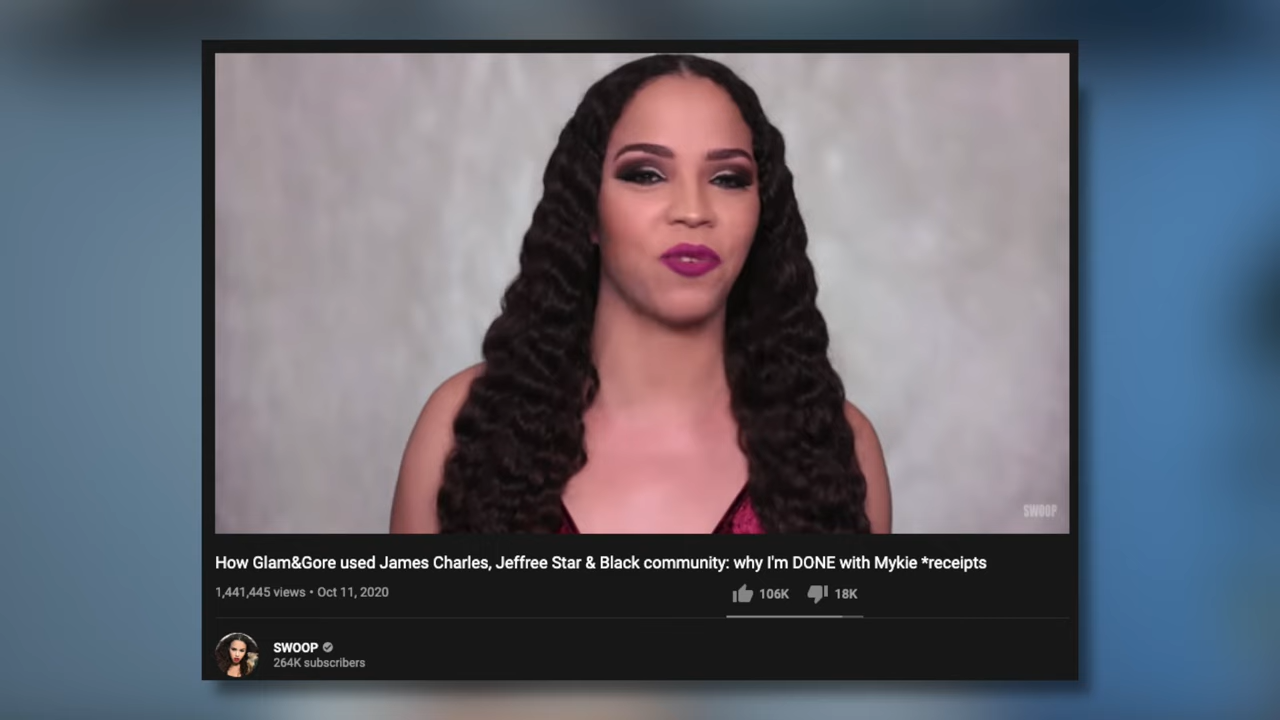 SWOOP
How Glam&Gore used James Charles, Jeffree Star & Black community: why I'm DONE with Mykie *receipts
1,441,445 views • Oct 11, 2020 106K 18K
SWOOP
264K subscribers